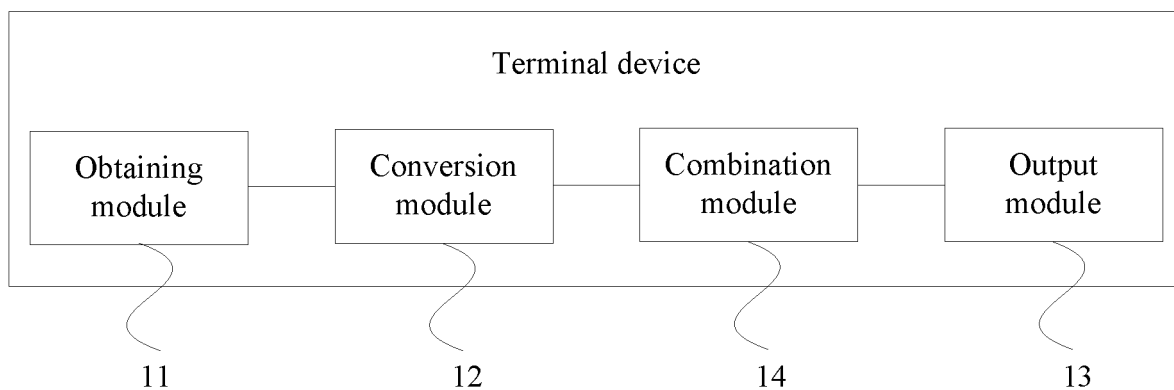 Terminal device
Obtaining
module
Conversion
module
Combination
module
Output
module
11
12
14
13